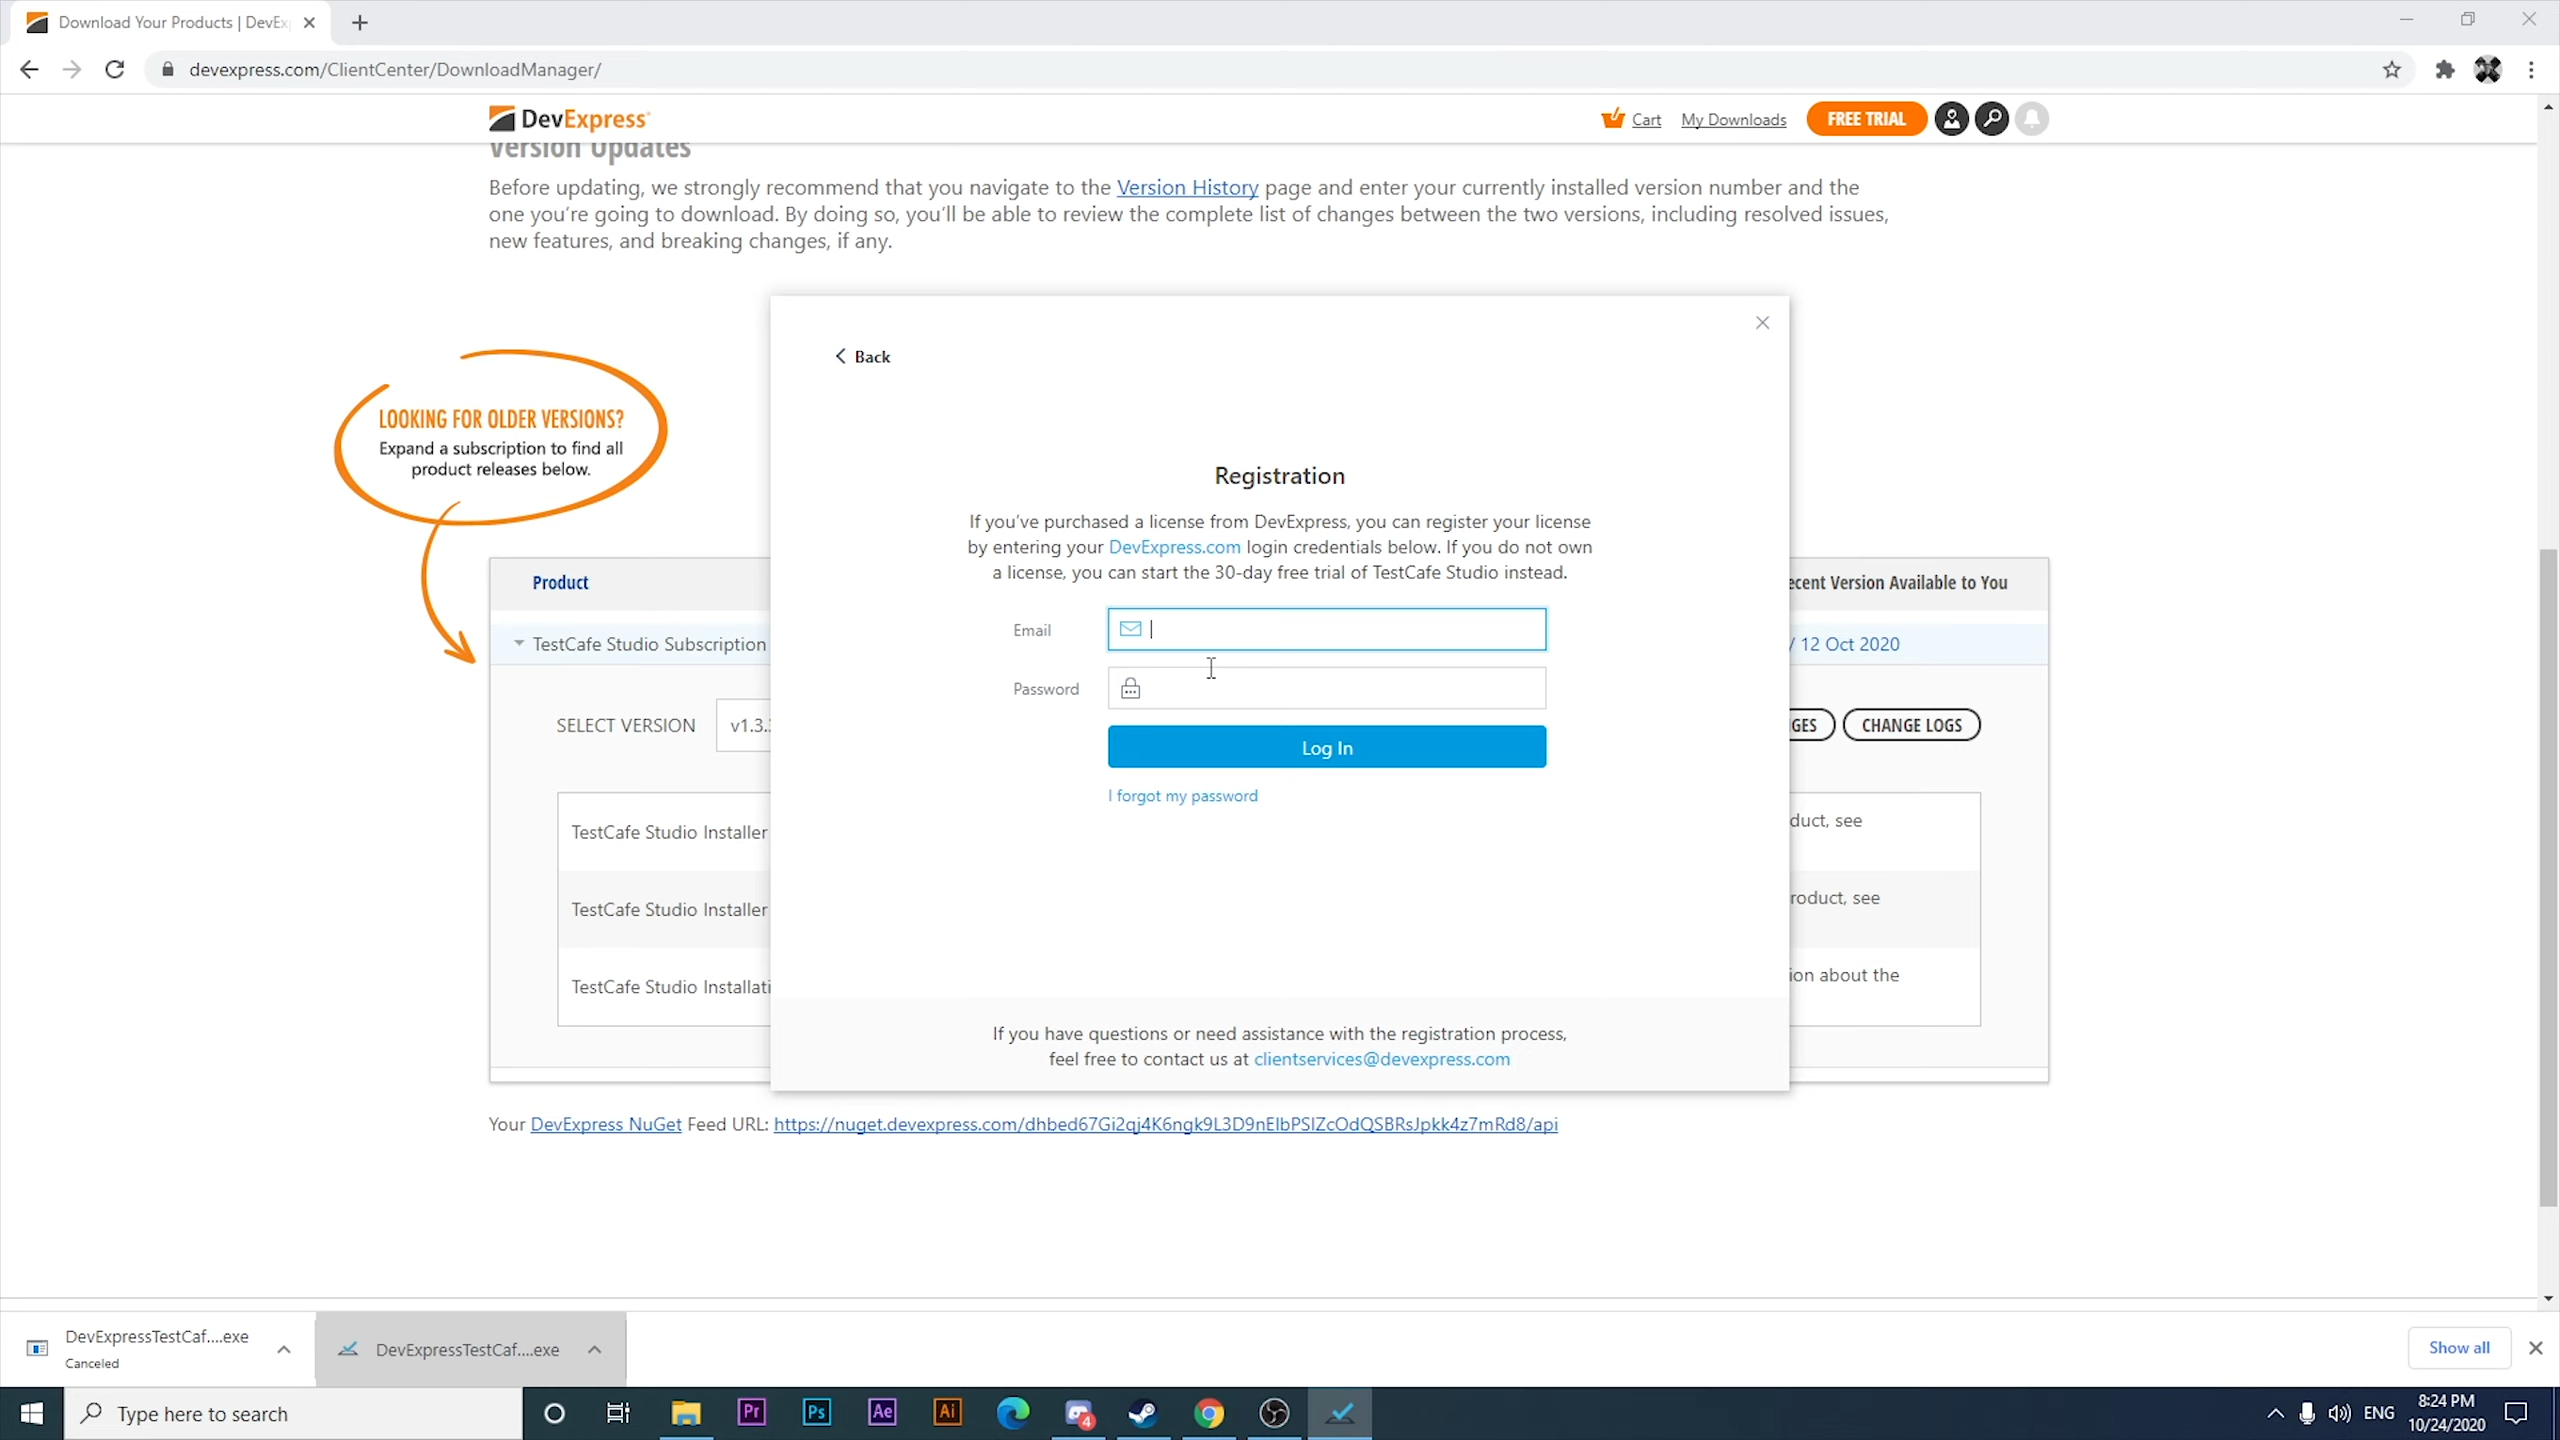 Download Your Products | DevEx
devexpress.com/ClientCenter/DownloadManager/
DevExpress
Cart
My Downloads
FREE TRIAL
Version Updates
Before updating, we strongly recommend that you navigate to the Version History page and enter your currently installed version number and the
one you're going to download. By doing so, you'll be able to review the complete list of changes between the two versions, including resolved issues,
new features, and breaking changes, if any.
Back
LOOKING FOR OLDER VERSIONS?
Expand a subscription to find all
product releases below.
Registration
If you've purchased a license from DevExpress, you can register your license
by entering your DevExpress.com login credentials below. If you do not own
a license, you can start the 30-day free trial of TestCafe Studio instead.
Product
ecent Version Available to You
Email
TestCafe Studio Subscription
/ 12 Oct 2020
Password
SELECT VERSION
v1.3.
GES
CHANGE LOGS
Log In
I forgot my password
TestCafe Studio Installer
duct, see
TestCafe Studio Installer
roduct, see
TestCafe Studio Installati
ion about the
If you have questions or need assistance with the registration process,
feel free to contact us at clientservices@devexpress.com
Your DevExpress NuGet Feed URL: https://nuget.devexpress.com/dhbed67Gi2qj4K6ngk9L3D9nEIbPSIZcOdQSBRsJpkk4z7mRd8/api
DevExpressTestCaf....exe
Canceled
DevExpressTestCaf....exe
Show all
Type here to search
Pr
Ps
Ae
Ai
4
ENG
8:24 PM
10/24/2020